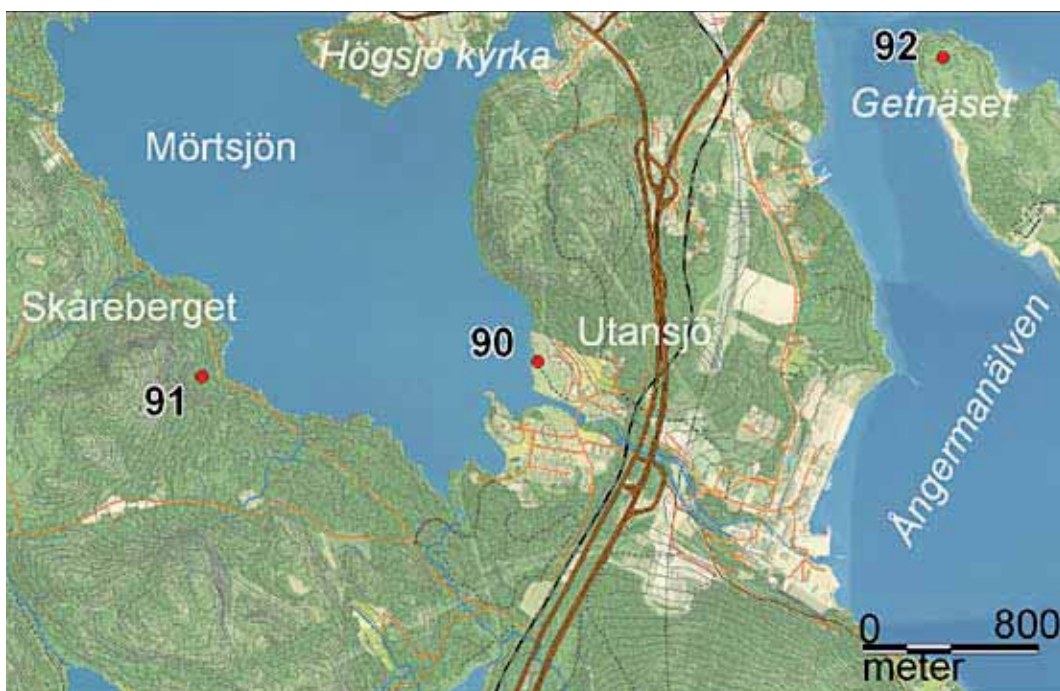 Högsjö kyrka
92
Getnäset
Mörtsjön
Skareberget
90
Utansjö
91
Ångermanälven
0 800
meter